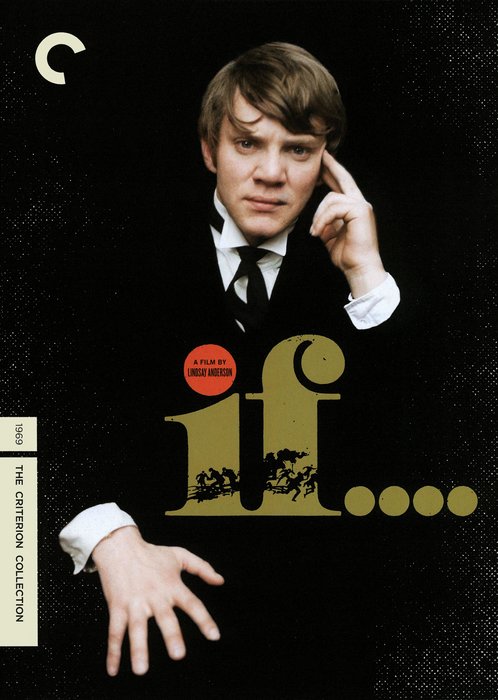 A FILM BY
LINDSAY ANDERSON
if....
1969
THE CRITERION COLLECTION